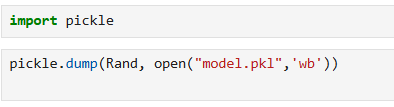 import pickle
pickle.dump(Rand, open("model.pkl",'wb'))